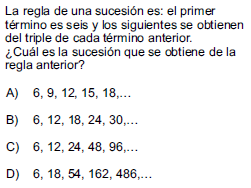 La regla de una sucesión es: el primer
término es seis y los siguientes se obtienen
del triple de cada término anterior.
¿Cuál es la sucesión que se obtiene de la
regla anterior?
A) 6, 9, 12, 15, 18,...
B) 6, 12, 18, 24, 30,...
C) 6, 12, 24, 48, 96,...
D) 6, 18, 54, 162, 486,...